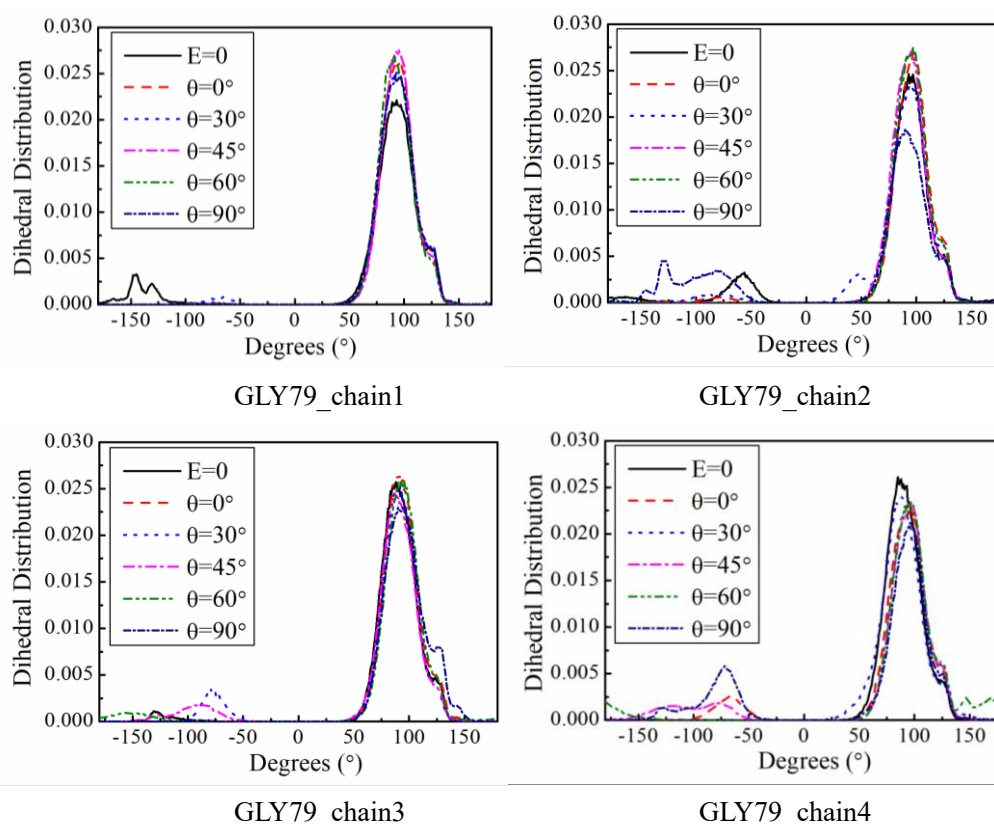 0.030
0.025
0.020
0.015
0.010
0.005
0.000
Dihedral Distribution
E=0
θ=0°
θ=30°
θ=45°
θ=60°
θ=90°
-150 -100 -50 0 50 100 150
Degrees (°)
GLY79_chain1
0.030
0.025
0.020
0.015
0.010
0.005
0.000
Dihedral Distribution
E=0
θ=0°
θ=30°
θ=45°
θ=60°
θ=90°
-150 -100 -50 0 50 100 150
Degrees (°)
GLY79_chain2
0.030
0.025
0.020
0.015
0.010
0.005
0.000
Dihedral Distribution
E=0
θ=0°
θ=30°
θ=45°
θ=60°
θ=90°
-150 -100 -50 0 50 100 150
Degrees (°)
GLY79_chain3
0.030
0.025
0.020
0.015
0.010
0.005
0.000
Dihedral Distribution
E=0
θ=0°
θ=30°
θ=45°
θ=60°
θ=90°
-150 -100 -50 0 50 100 150
Degrees (°)
GLY79_chain4